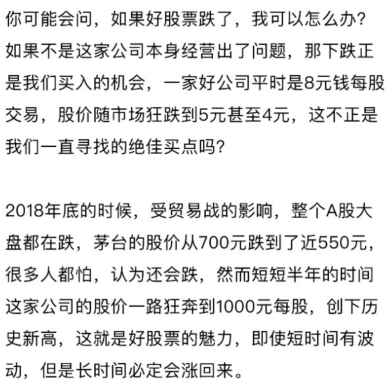 你可能会问，如果好股票跌了，我可以怎么办？
如果不是这家公司本身经营出了问题，那下跌正
是我们买入的机会，一家好公司平时是8元钱每股
交易，股价随市场狂跌到5元甚至4元，这不正是
我们一直寻找的绝佳买点吗？
2018年底的时候，受贸易战的影响，整个A股大
盘都在跌，茅台的股价从700元跌到了近550元，
很多人都怕，认为还会跌，然而短短半年的时间
这家公司的股价一路狂奔到1000元每股，创下历
史新高，这就是好股票的魅力，即使短时间有波
动，但是长时间必定会涨回来。